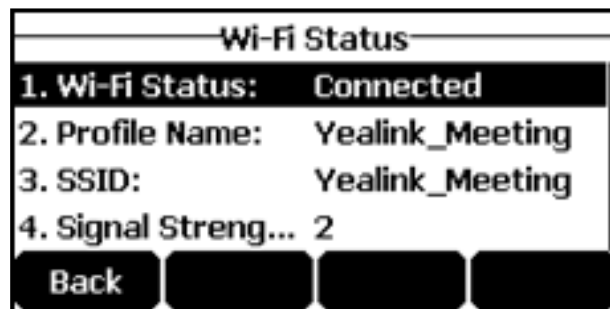 Wi-Fi Status
1. Wi-Fi Status: Connected
2. Profile Name: Yealink_Meeting
3. SSID: Yealink_Meeting
4. Signal Streng... 2
Back